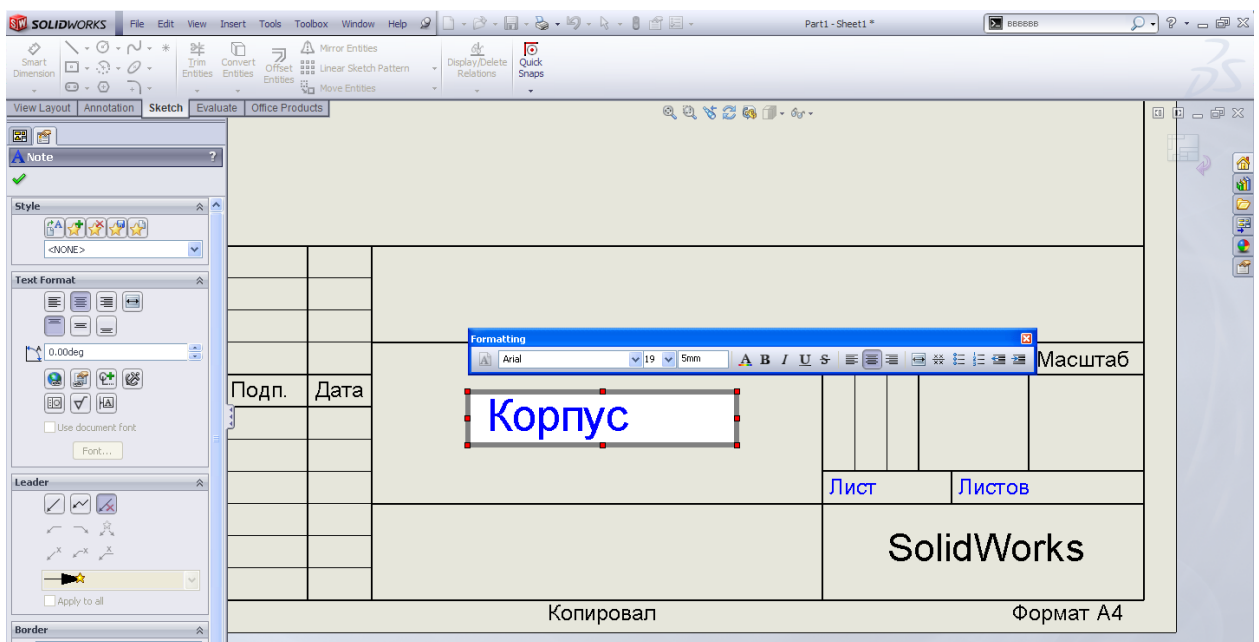 SOLIDWORKS File Edit View Insert Tools Toolbox Window Help Part1 - Sheet1 * ввввв
Smart Dimension
Trim Entities
Convert Entities
Offset Entities
Mirror Entities
Linear Sketch Pattern
Move Entities
Display/Delete Relations
Quick Snaps
View Layout Annotation Sketch Evaluate Office Products
A Note ?
Style
<NONE>
Text Format
0.00deg
Use document font
Font...
Leader
Apply to all
Border
Formatting
Arial 19 5mm A B I U S
Масштаб
Подп. Дата
Корпус
Лист Листов
SolidWorks
Копировал Формат А4